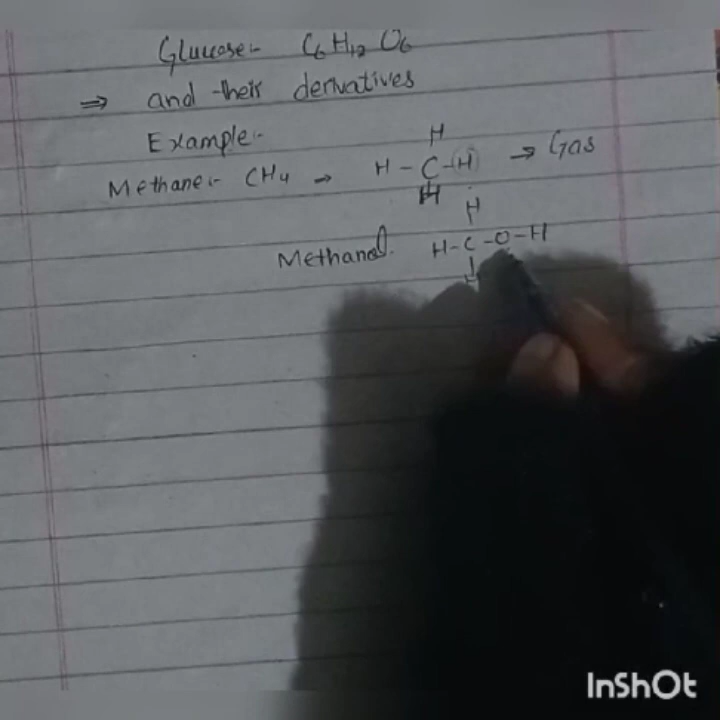 Glucose:- C6H12O6
⇒ and their derivatives
Example:-
H
Methane:- CH4 → H - C - H → Gas
H
H
Methanol. H - C - O - H
H
InShOt